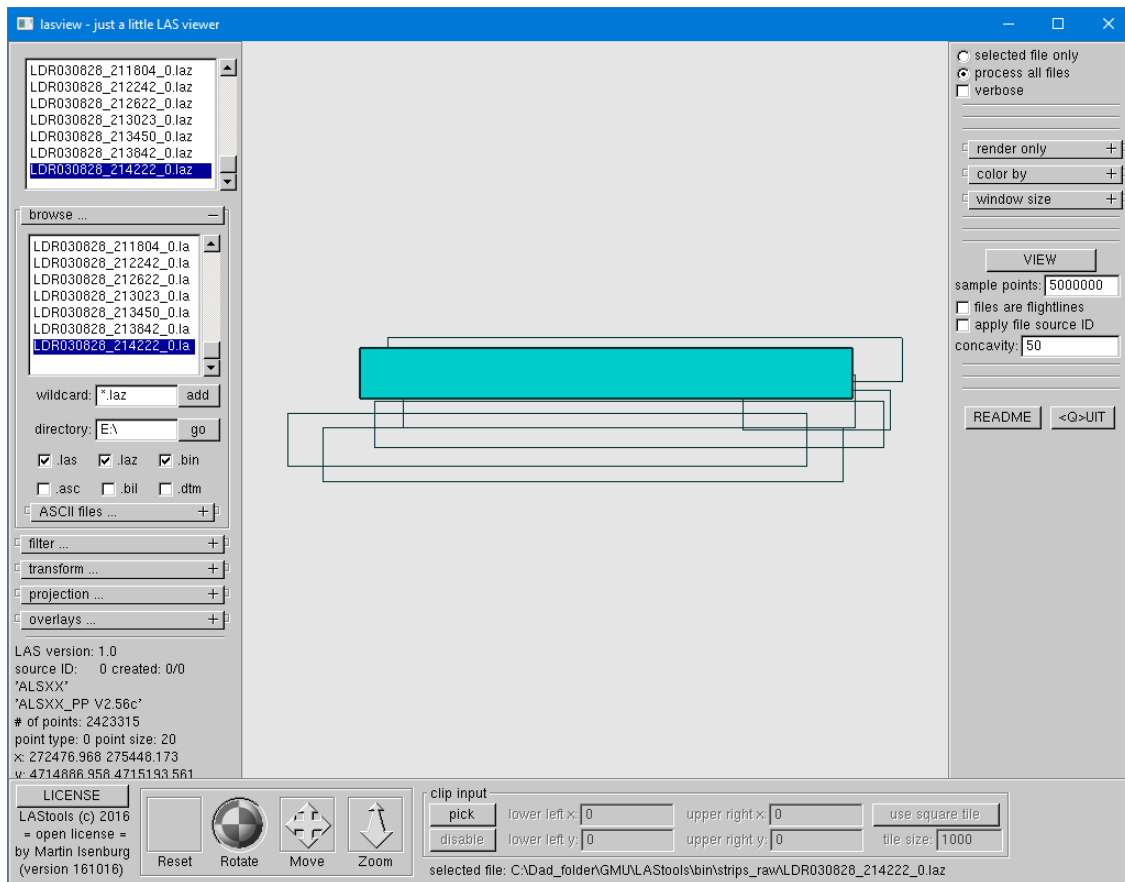 lasview - just a little LAS viewer
LDR030828_211804_0.laz
LDR030828_212242_0.laz
LDR030828_212622_0.laz
LDR030828_213023_0.laz
LDR030828_213450_0.laz
LDR030828_213842_0.laz
LDR030828_214222_0.laz
browse ...
LDR030828_211804_0.la
LDR030828_212242_0.la
LDR030828_212622_0.la
LDR030828_213023_0.la
LDR030828_213450_0.la
LDR030828_213842_0.la
LDR030828_214222_0.la
wildcard: *.laz add
directory: E:\ go
.las .laz .bin
.asc .bil .dtm
ASCII files ... +
filter ... +
transform ... +
projection ... +
overlays ... +
LAS version: 1.0
source ID: 0 created: 0/0
'ALSXX'
'ALSXX_PP V2.56c'
# of points: 2423315
point type: 0 point size: 20
x: 272476.968 275448.173
y: 4714886.958 4715193.561
selected file only
process all files
verbose
render only +
color by +
window size +
VIEW
sample points: 5000000
files are flightlines
apply file source ID
concavity: 50
README <Q>UIT
LICENSE
LAStools (c) 2016
= open license =
by Martin Isenburg
(version 161016)
Reset Rotate Move Zoom
clip input
pick lower left x: 0 upper right x: 0 use square tile
disable lower left y: 0 upper right y: 0 tile size: 1000
selected file: C:\Dad_folder\GMU\LAStools\bin\strips_raw\LDR030828_214222_0.laz